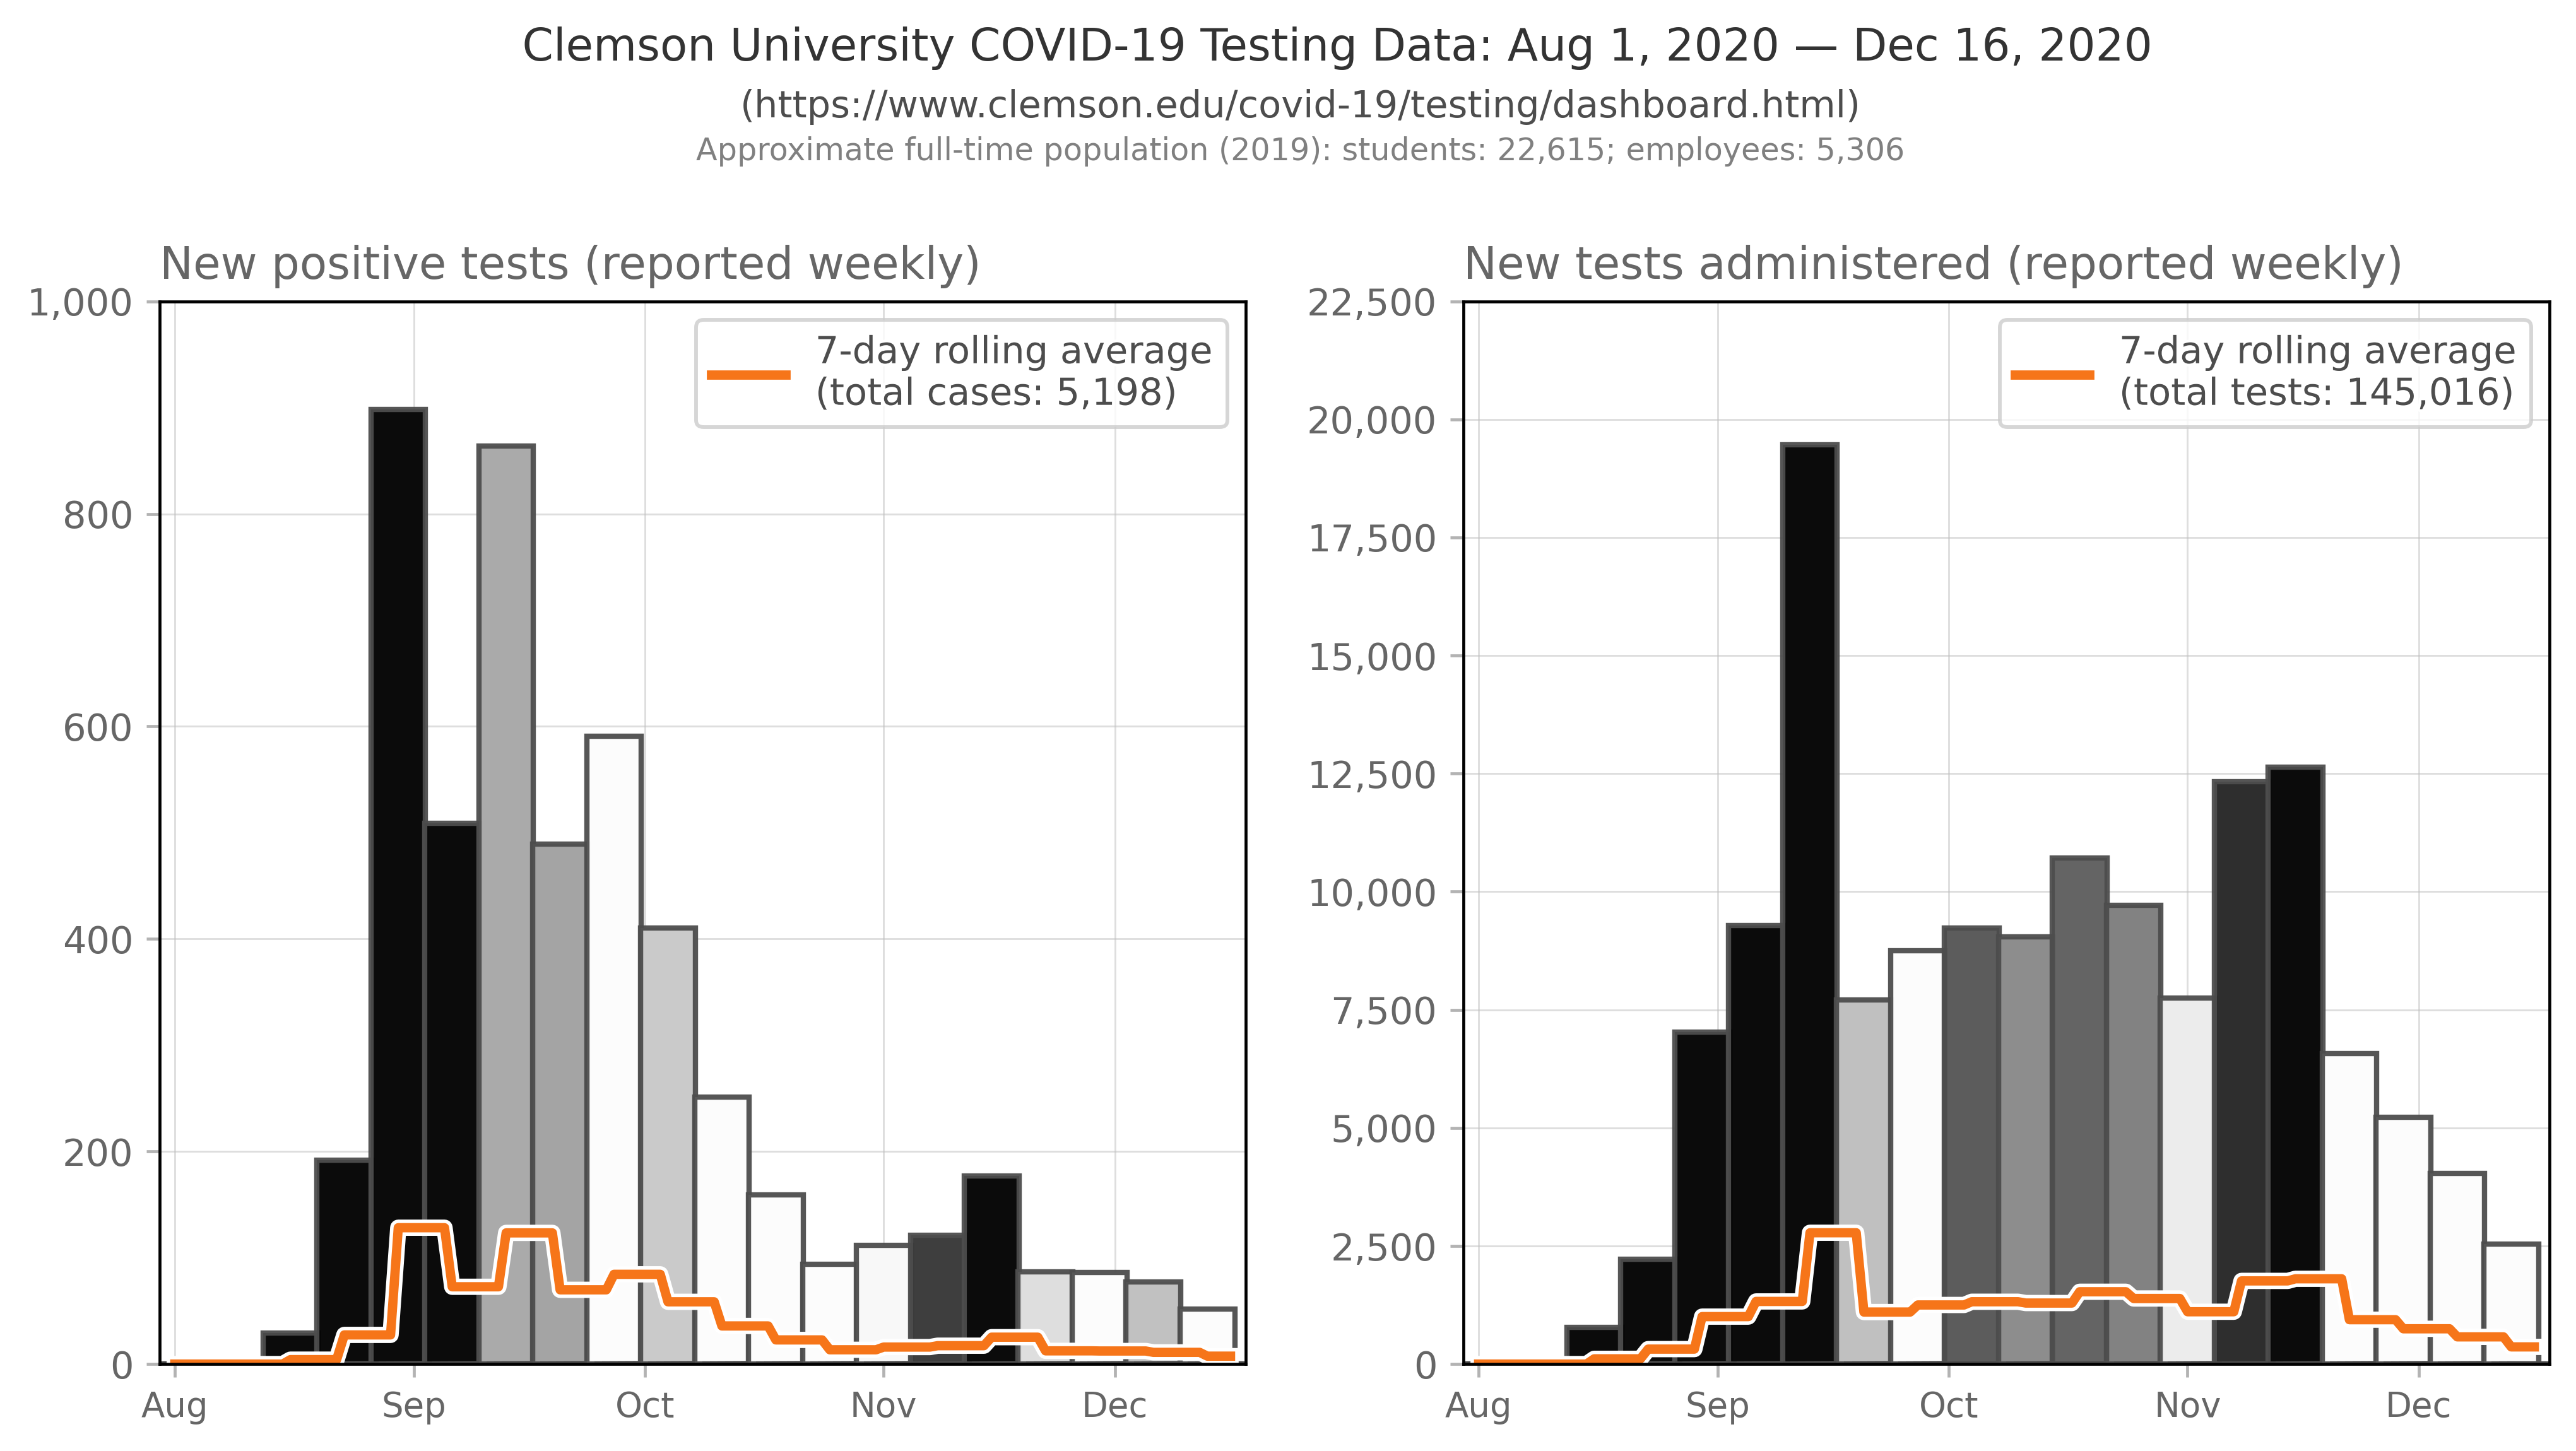 Clemson University COVID-19 Testing Data: Aug 1, 2020 — Dec 16, 2020
(https://www.clemson.edu/covid-19/testing/dashboard.html)
Approximate full-time population (2019): students: 22,615; employees: 5,306
New positive tests (reported weekly)
1,000
800
600
400
200
0
Aug
Sep
Oct
Nov
Dec
7-day rolling average
(total cases: 5,198)
New tests administered (reported weekly)
22,500
20,000
17,500
15,000
12,500
10,000
7,500
5,000
2,500
0
Aug
Sep
Oct
Nov
Dec
7-day rolling average
(total tests: 145,016)